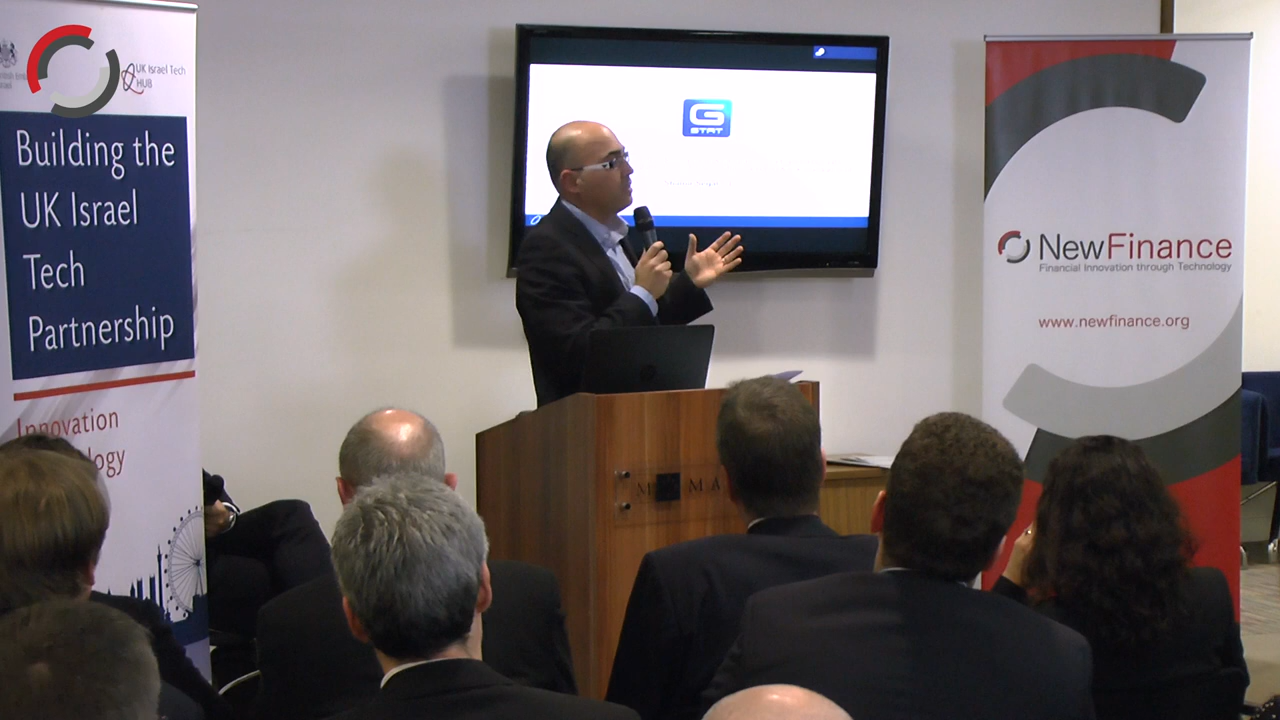 UK Israel Tech
HUB
Building the
UK Israel
Tech
Partnership
Innovation
G
STAT
NewFinance
Financial Innovation through Technology
www.newfinance.org